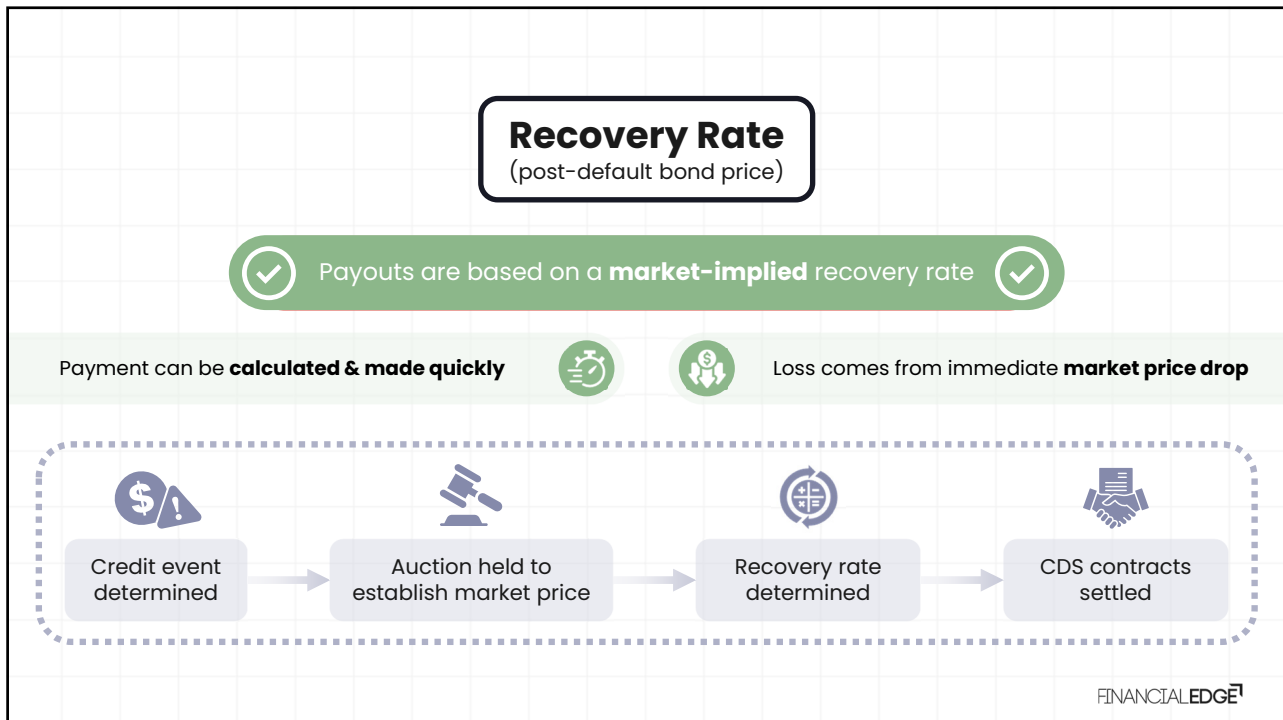 Recovery Rate
(post-default bond price)
Payouts are based on a market-implied recovery rate
Payment can be calculated & made quickly
$
Loss comes from immediate market price drop
$ !
Credit event
determined
Auction held to
establish market price
Recovery rate
determined
CDS contracts
settled
FINANCIALEDGE